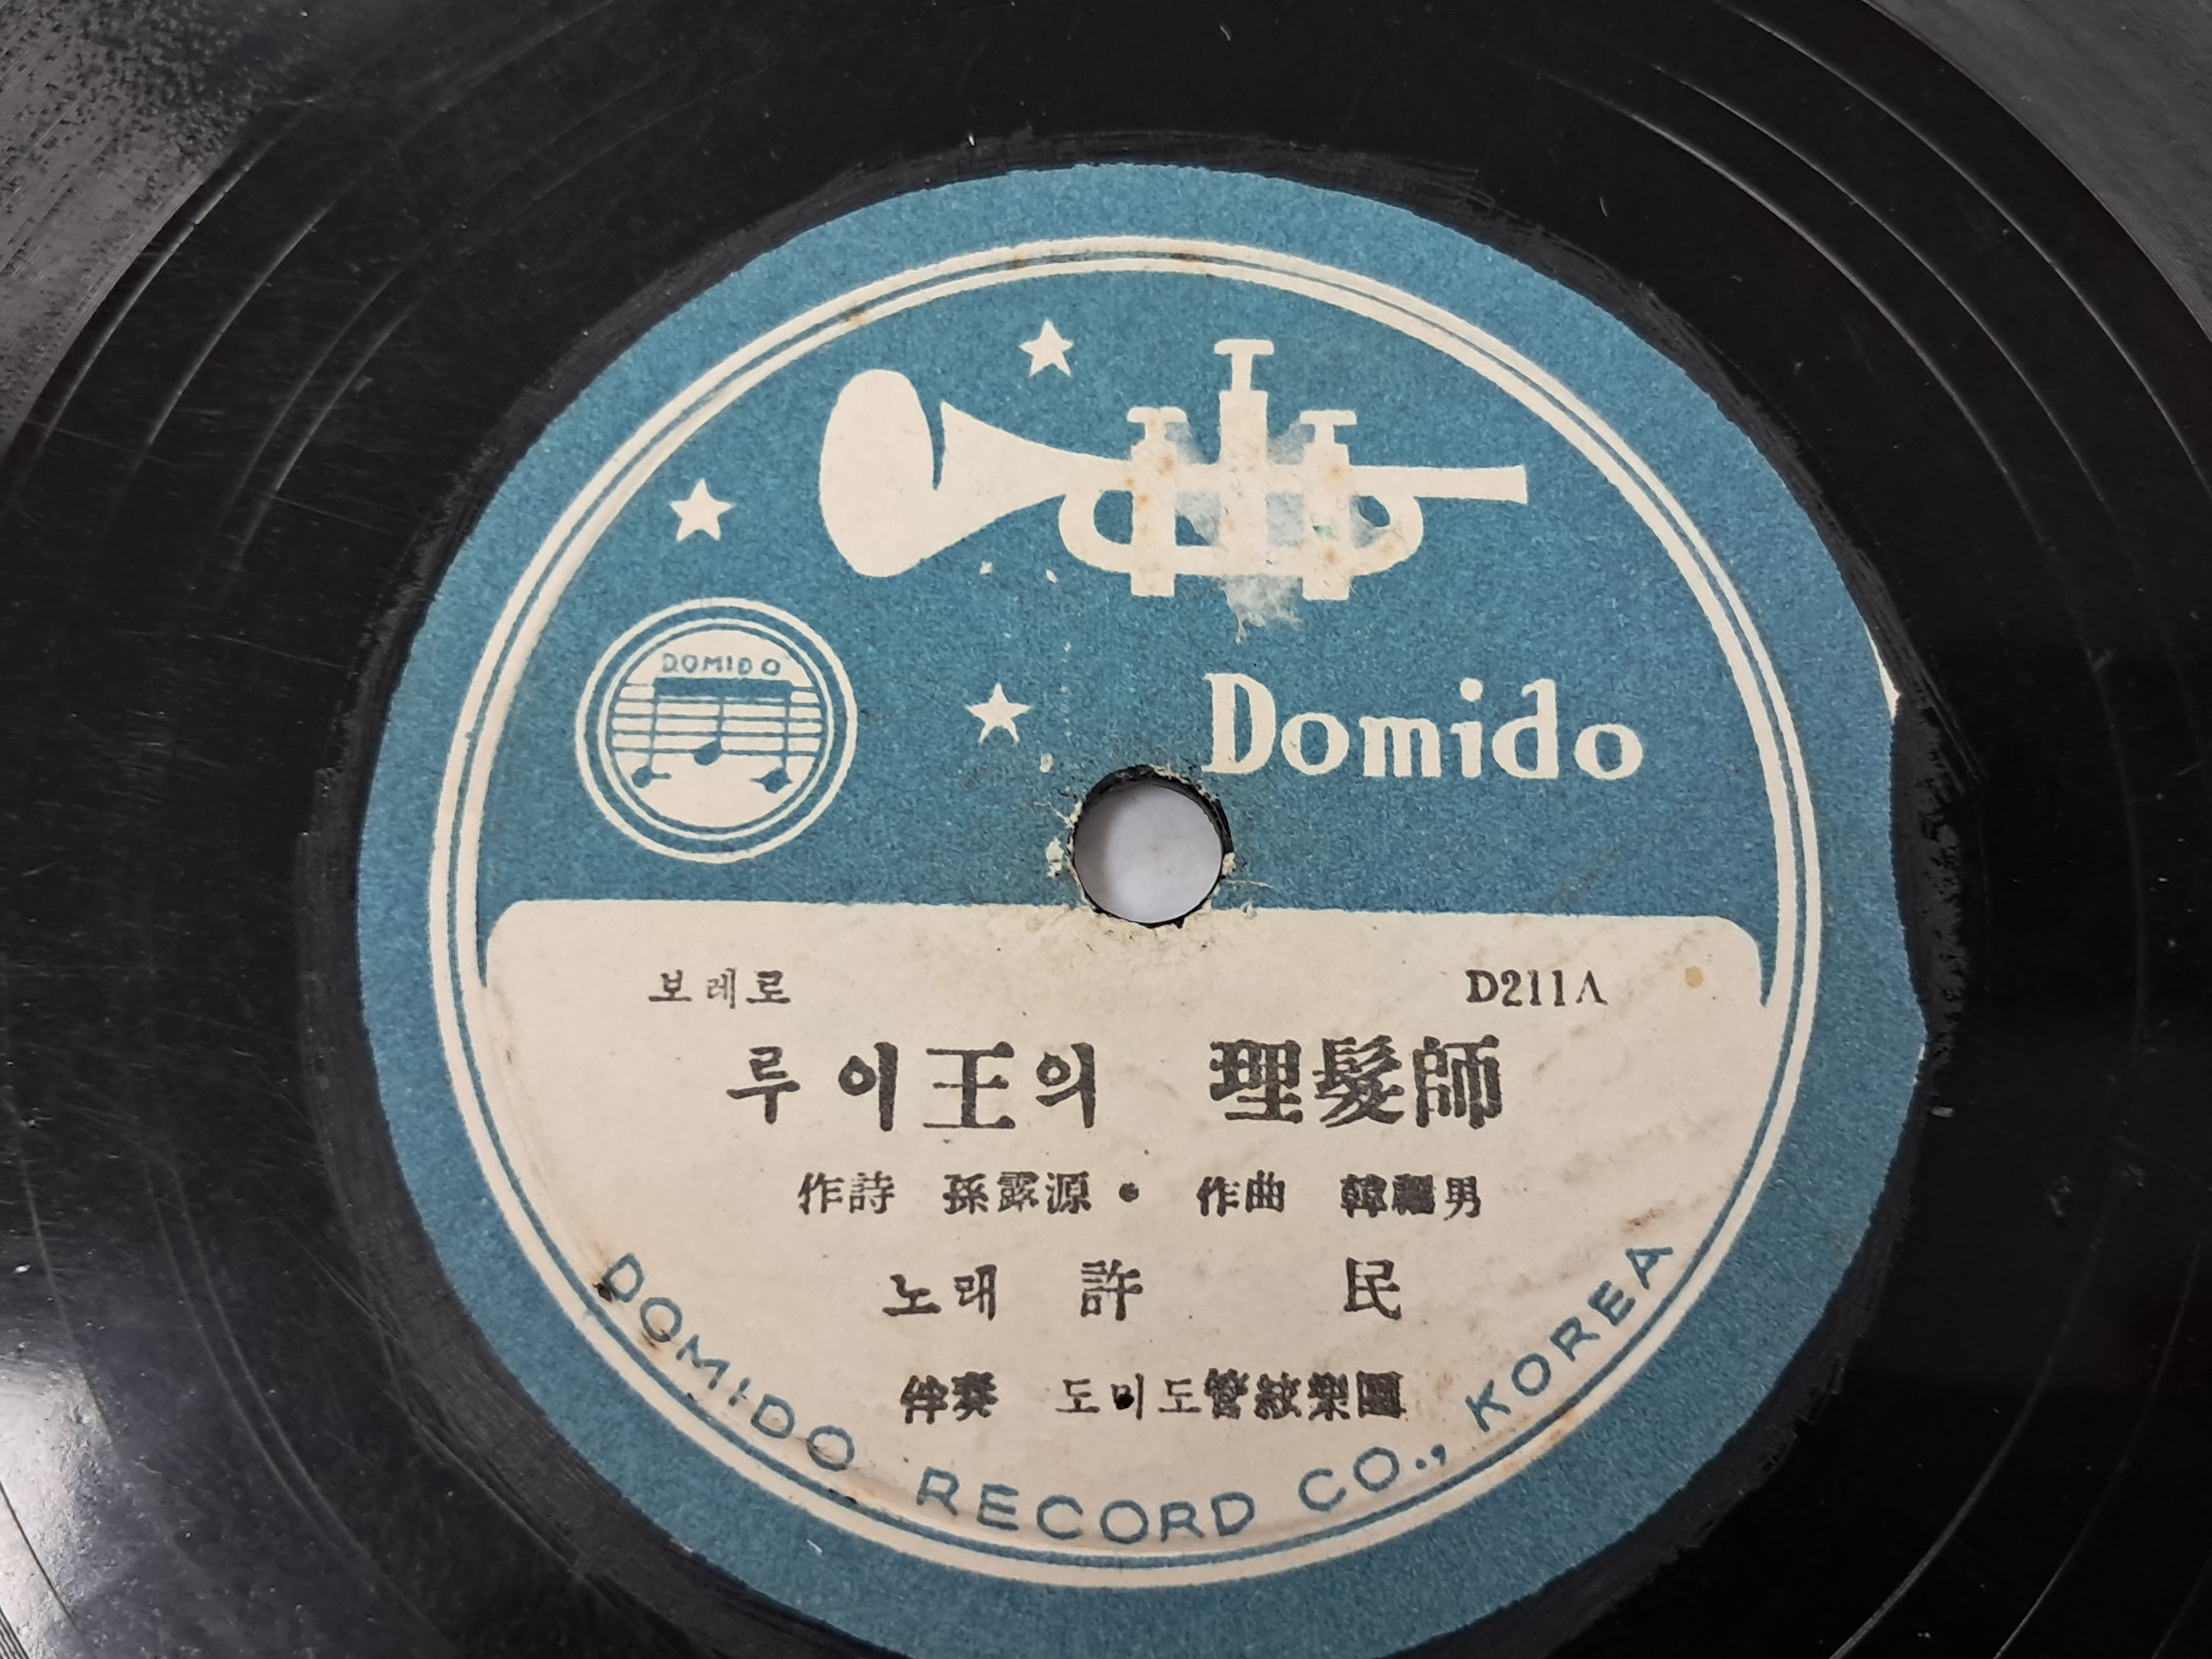 DOMIDO
Domido
보레로 D211A
루이王의 理髮師
作詩 孫露源 • 作曲 韓福男
노래 許 民
伴奏 도미도管絃樂團
DOMIDO RECORD CO., KOREA